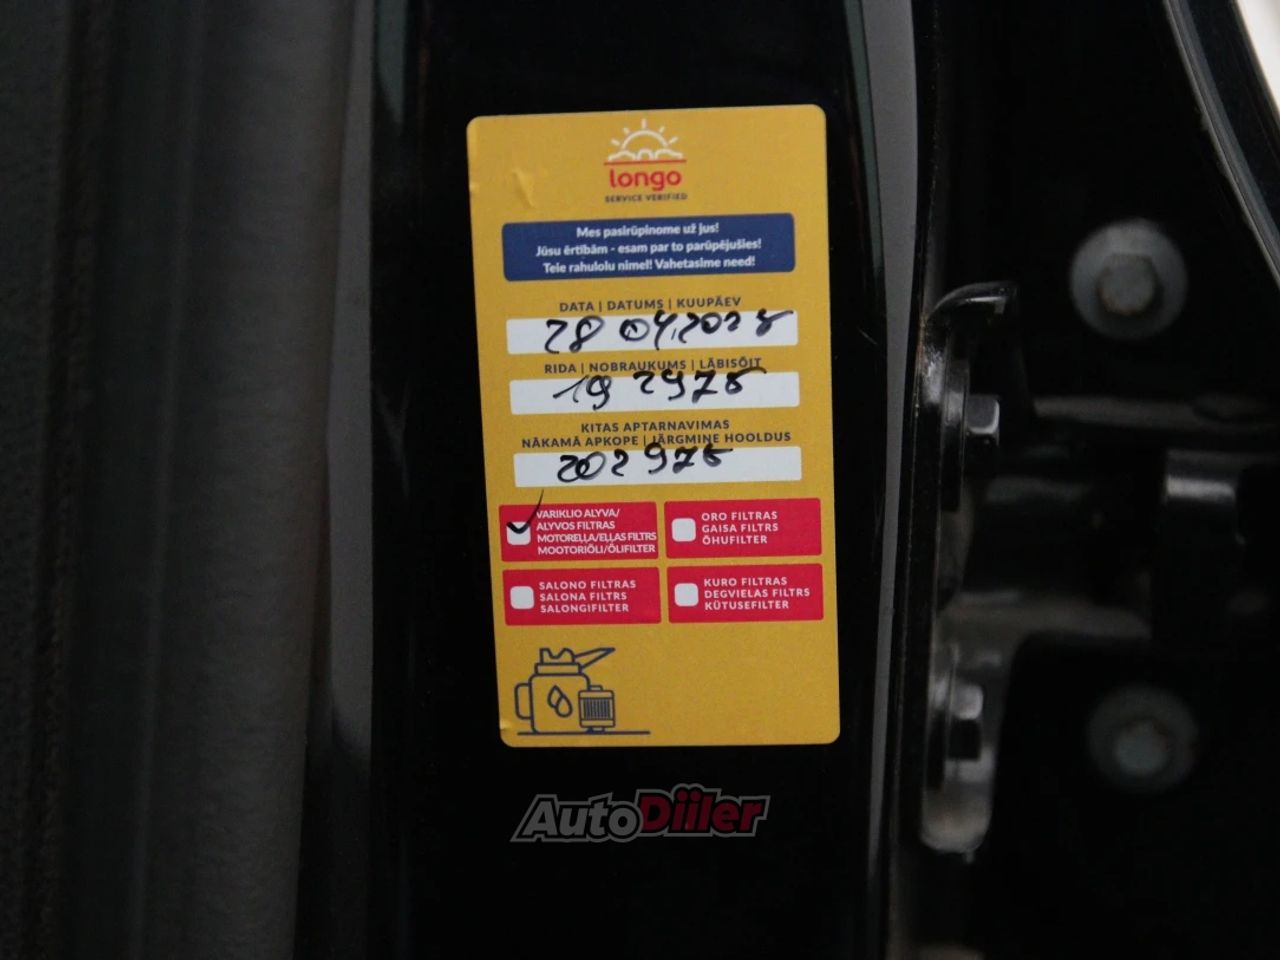 longo
SERVICE VERIFIED
Mes pasirūpinome už jus!
Jūsu ērtībām - esam par to parūpējušies!
Teie rahulolu nimel! Vahetasime need!
DATA | DATUMS | KUUPÄEV
28 04.2025
RIDA | NOBRAUKUMS | LÄBISÕIT
192975
KITAS APTARNAVIMAS
NĀKAMĀ APKOPE | JÄRGMINE HOOLDUS
202975
VARIKLIO ALYVA/
ALYVOS FILTRAS
MOTOREĻĻA/EĻĻAS FILTRS
MOOTORIÕLI/ÕLIFILTER
ORO FILTRAS
GAISA FILTRS
ÕHUFILTER
SALONO FILTRAS
SALONA FILTRS
SALONGIFILTER
KURO FILTRAS
DEGVIELAS FILTRS
KÜTUSEFILTER
AutoDiiler